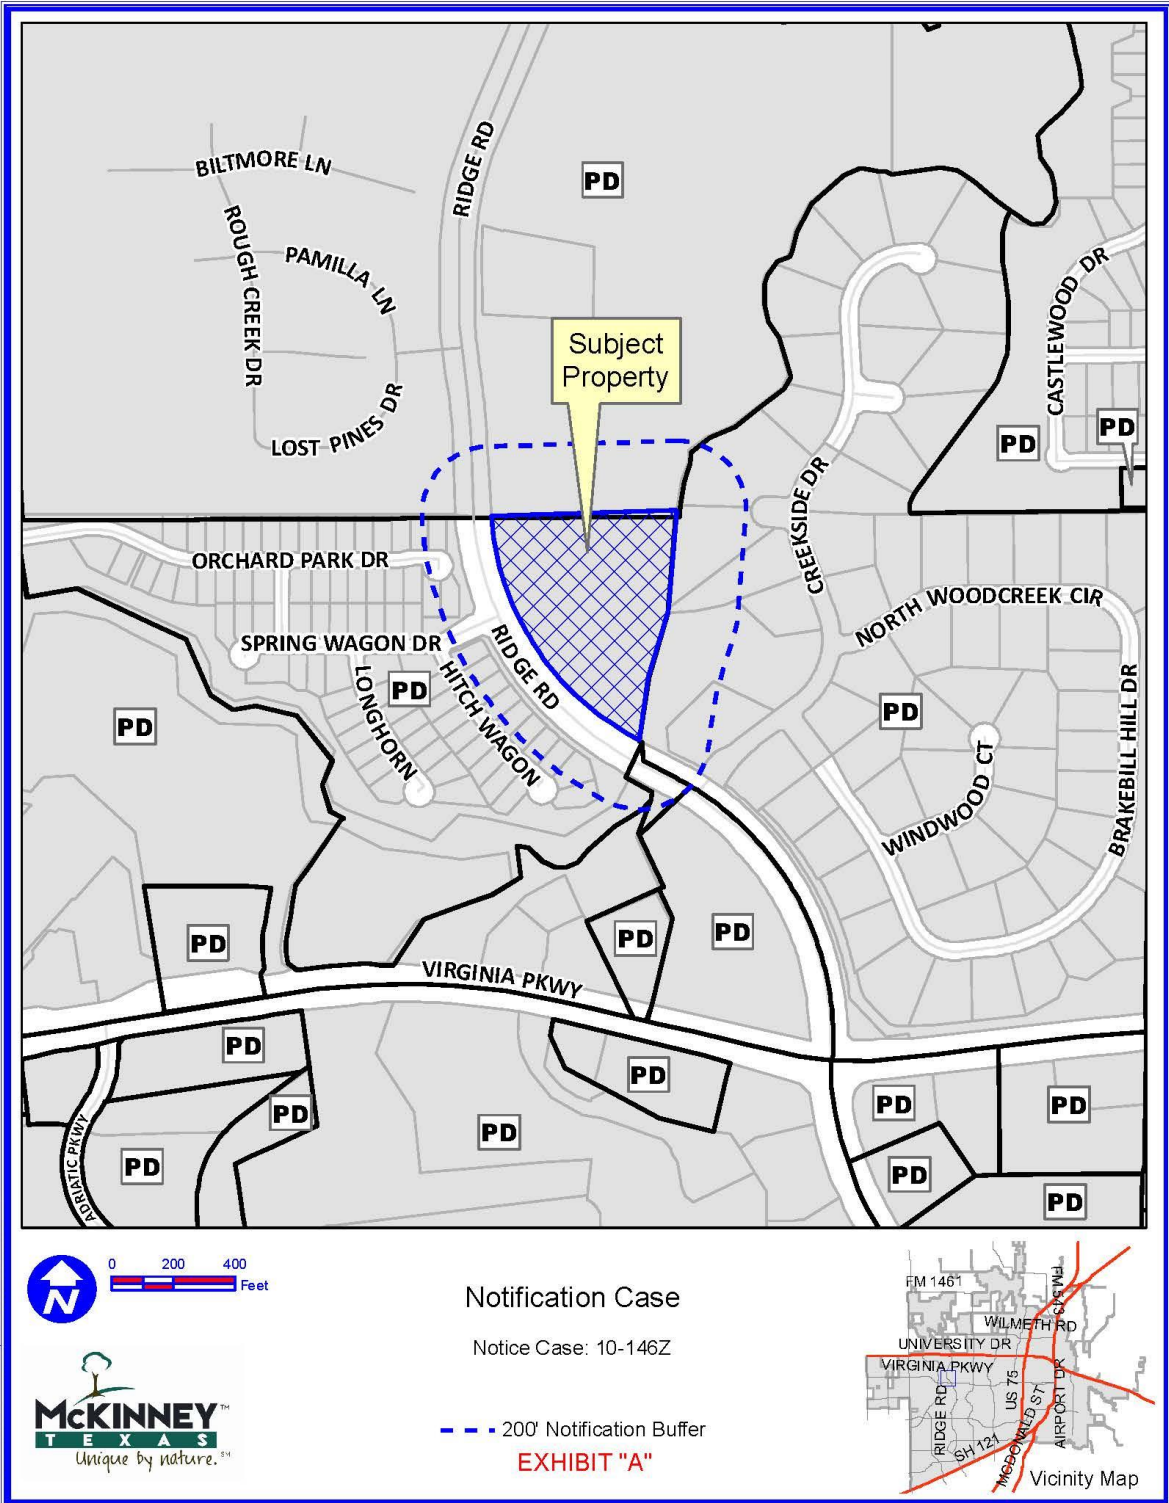 BILTMORE LN
RIDGE RD
PD
ROUGH CREEK DR
PAMILLA LN
CASTLEWOOD DR
Subject
Property
LOST PINES DR
PD
PD
CREEKSIDE DR
ORCHARD PARK DR
NORTH WOODCREEK CIR
SPRING WAGON DR
RIDGE RD
LONGHORN
PD
HITCH WAGON
PD
PD
BRAKEBILL HILL DR
WINDWOOD CT
PD
PD
PD
VIRGINIA PKWY
PD
PD
PD
PD
PD
PD
PD
PD
PD
ADRIATIC PKWY
PD
N
0 200 400
Feet
Notification Case
Notice Case: 10-146Z
McKINNEY™
TEXAS
Unique by nature.℠
200' Notification Buffer
EXHIBIT "A"
FM 1461
FM 543
WILMETH RD
UNIVERSITY DR
VIRGINIA PKWY
RIDGE RD
US 75
MCDONALD ST
AIRPORT DR
SH 121
Vicinity Map